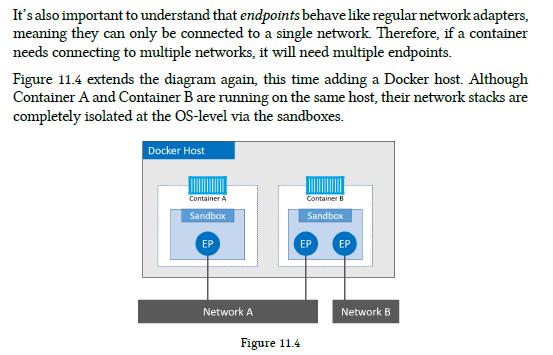 It’s also important to understand that endpoints behave like regular network adapters,
meaning they can only be connected to a single network. Therefore, if a container
needs connecting to multiple networks, it will need multiple endpoints.
Figure 11.4 extends the diagram again, this time adding a Docker host. Although
Container A and Container B are running on the same host, their network stacks are
completely isolated at the OS-level via the sandboxes.
Docker Host
Container A
Container B
Sandbox
Sandbox
EP
EP
EP
Network A
Network B
Figure 11.4